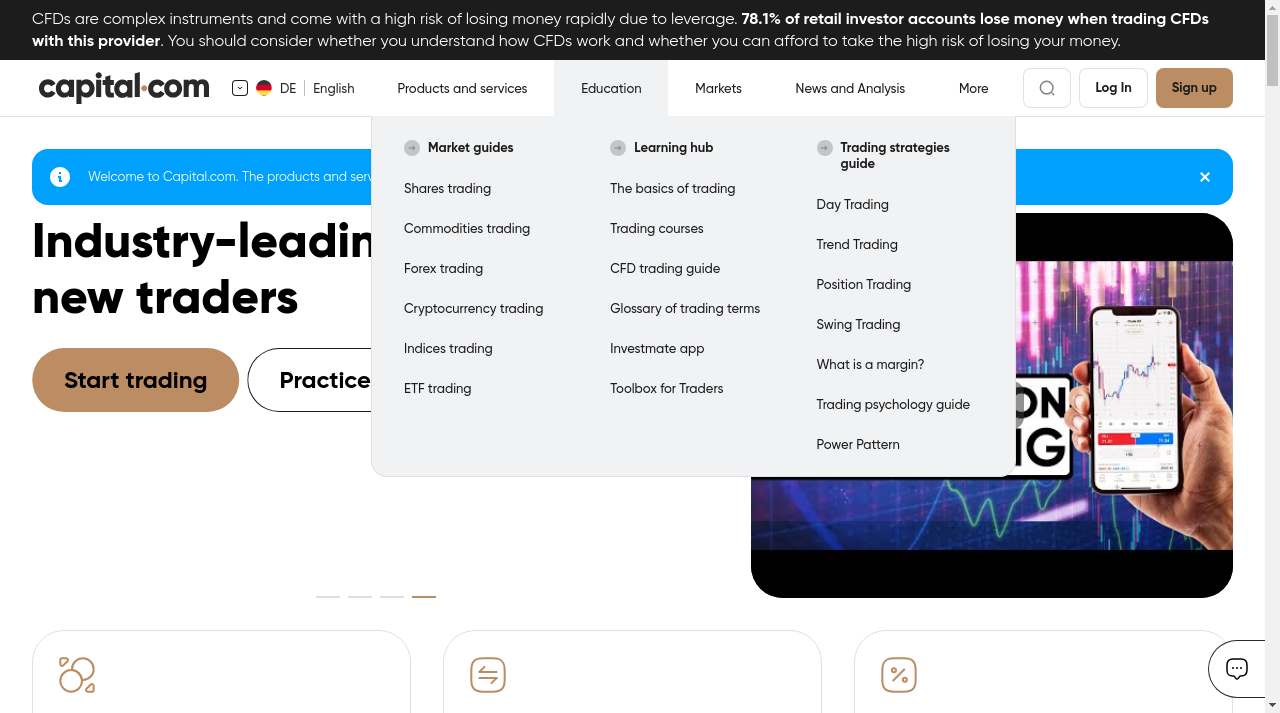 CFDs are complex instruments and come with a high risk of losing money rapidly due to leverage. 78.1% of retail investor accounts lose money when trading CFDs
with this provider. You should consider whether you understand how CFDs work and whether you can afford to take the high risk of losing your money.
capital.com
DE
English
Products and services
Education
Markets
News and Analysis
More
Log In
Sign up
Market guides
Shares trading
Commodities trading
Forex trading
Cryptocurrency trading
Indices trading
ETF trading
Learning hub
The basics of trading
Trading courses
CFD trading guide
Glossary of trading terms
Investmate app
Toolbox for Traders
Trading strategies
guide
Day Trading
Trend Trading
Position Trading
Swing Trading
What is a margin?
Trading psychology guide
Power Pattern
Welcome to Capital.com. The products and serv
Industry-leadin
new traders
Start trading
Practice